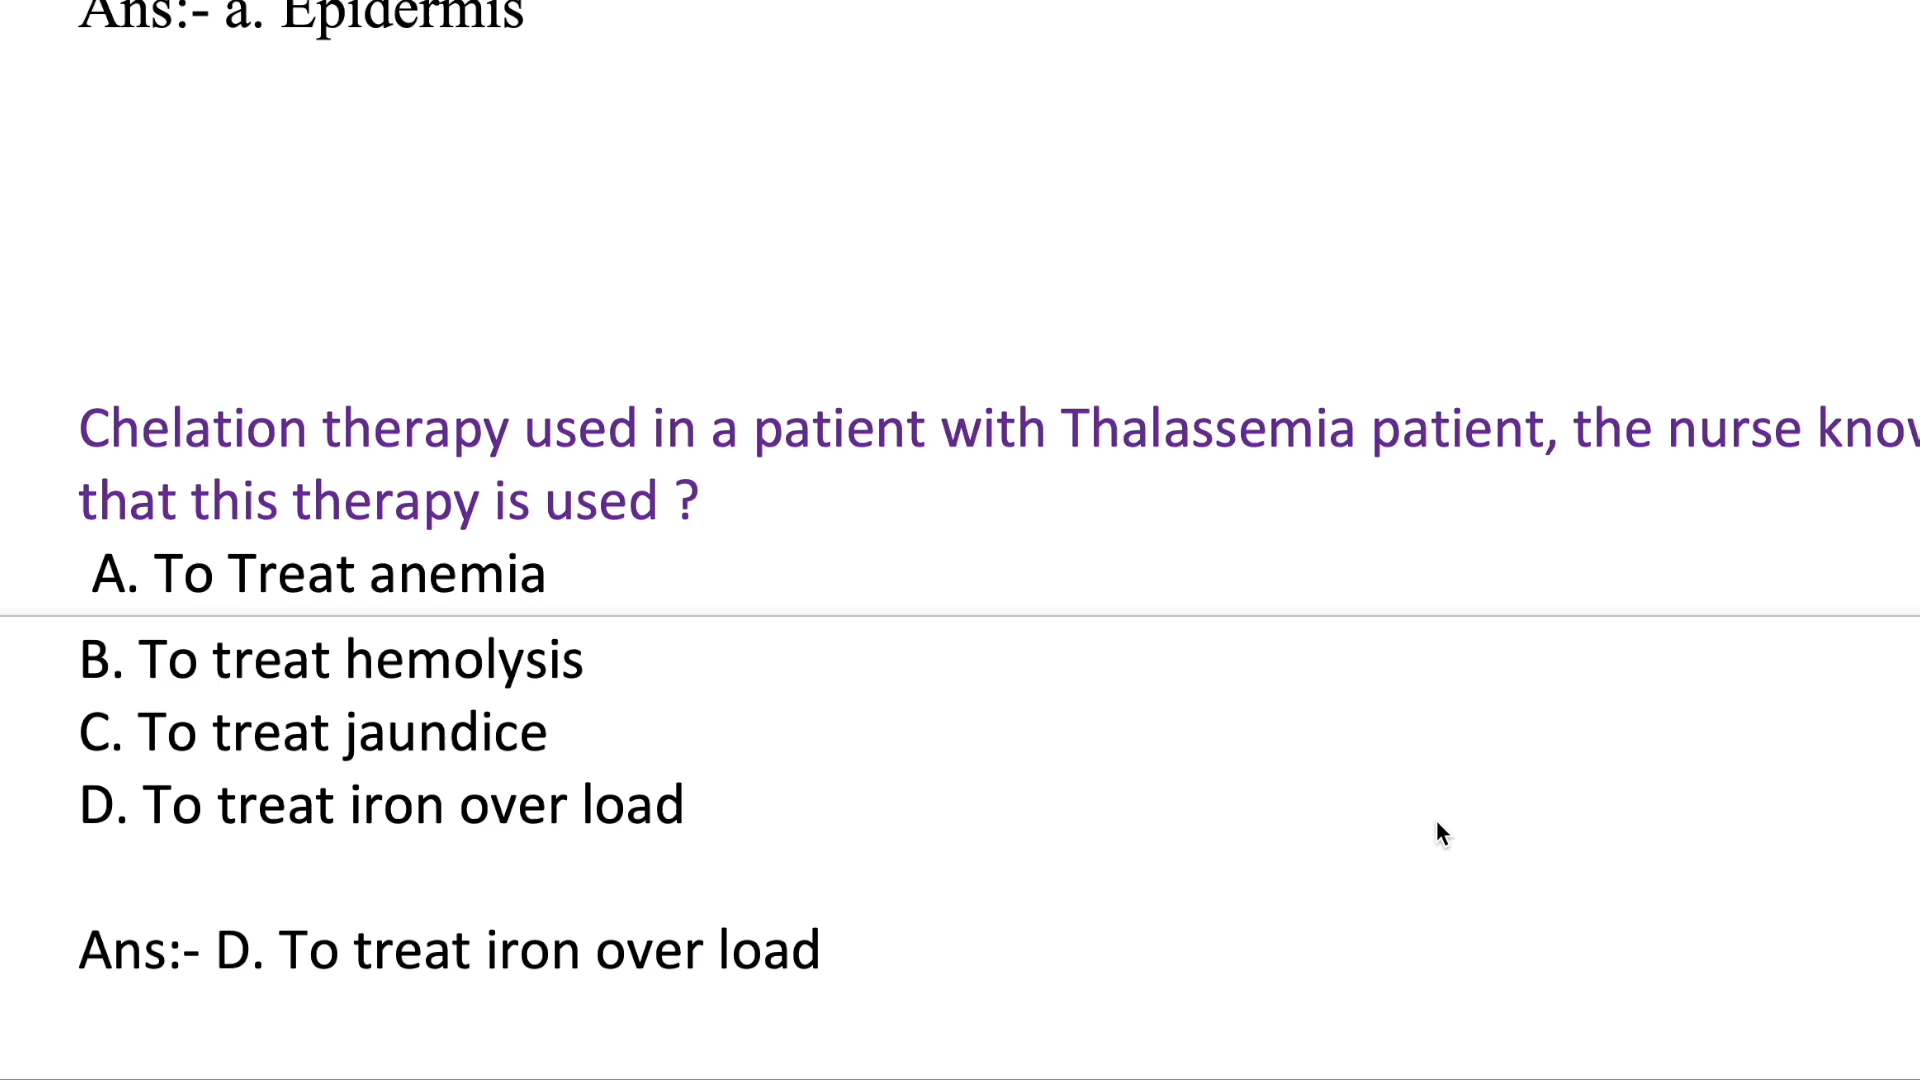 Ans:- a. Epidermis
Chelation therapy used in a patient with Thalassemia patient, the nurse
that this therapy is used ?
A. To Treat anemia
B. To treat hemolysis
C. To treat jaundice
D. To treat iron over load
Ans:- D. To treat iron over load